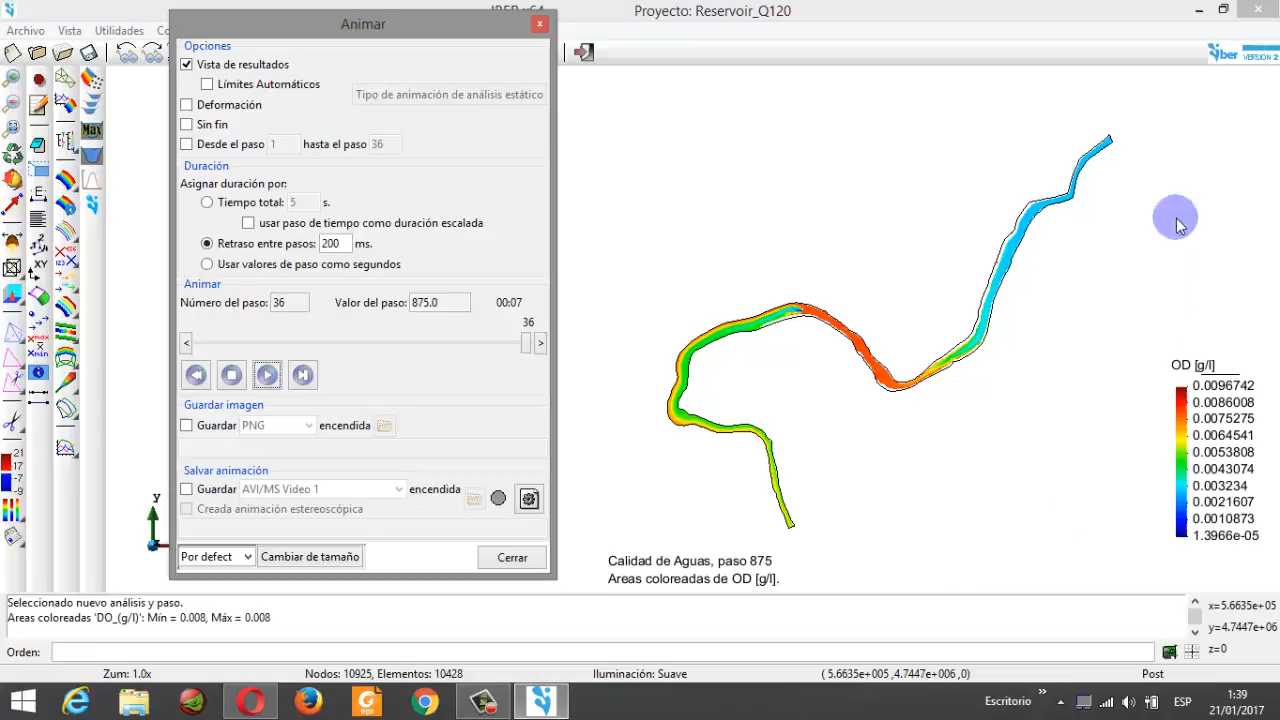 Proyecto: Reservoir_Q120
Archivo Vista Utilidades
Animar
x
Iber
VERSION 2
Opciones
Vista de resultados
Límites Automáticos
Tipo de animación de análisis estático
Deformación
Sin fin
Desde el paso 1 hasta el paso 36
Duración
Asignar duración por:
Tiempo total: 5 s.
usar paso de tiempo como duración escalada
Retraso entre pasos: 200 ms.
Usar valores de paso como segundos
Animar
Número del paso: 36 Valor del paso: 875.0 00:07
36
< >
Guardar imagen
Guardar PNG encendida
Salvar animación
Guardar AVI/MS Video 1 encendida
Creada animación estereoscópica
Por defect Cambiar de tamaño Cerrar
Max
XY
y
OD [g/l]
0.0096742
0.0086008
0.0075275
0.0064541
0.0053808
0.0043074
0.003234
0.0021607
0.0010873
1.3966e-05
Calidad de Aguas, paso 875
Areas coloreadas de OD [g/l].
Seleccionado nuevo análisis y paso.
Areas coloreadas 'DO_(g/l)': Mín = 0.008, Máx = 0.008
x=5.6635e+05
y=4.7447e+06
z=0
Orden:
Zum: 1.0x Nodos: 10925, Elementos: 10428 Iluminación: Suave ( 5.6635e+005,4.7447e+006 ,0) Post
Escritorio » ESP 1:39
21/01/2017